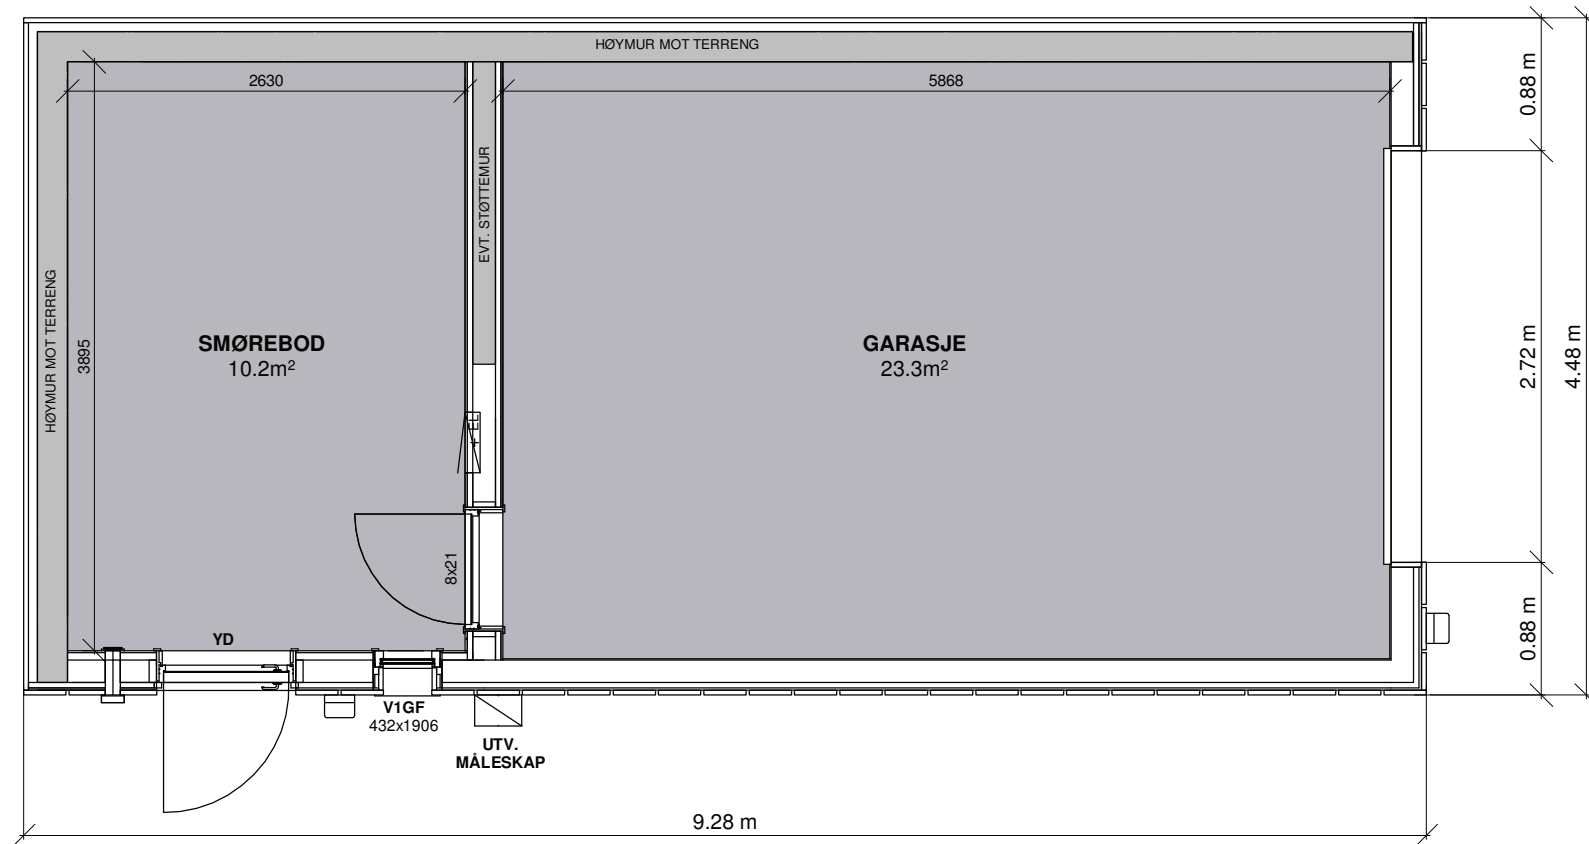 HØYMUR MOT TERRENG
2630
5868
0.88 m
EVT. STØTTEMUR
HØYMUR MOT TERRENG
3895
SMØREBOD
10.2m²
GARASJE
23.3m²
2.72 m
4.48 m
EL
8x21
YD
0.88 m
V1GF
432x1906
UTV.
MÅLESKAP
9.28 m